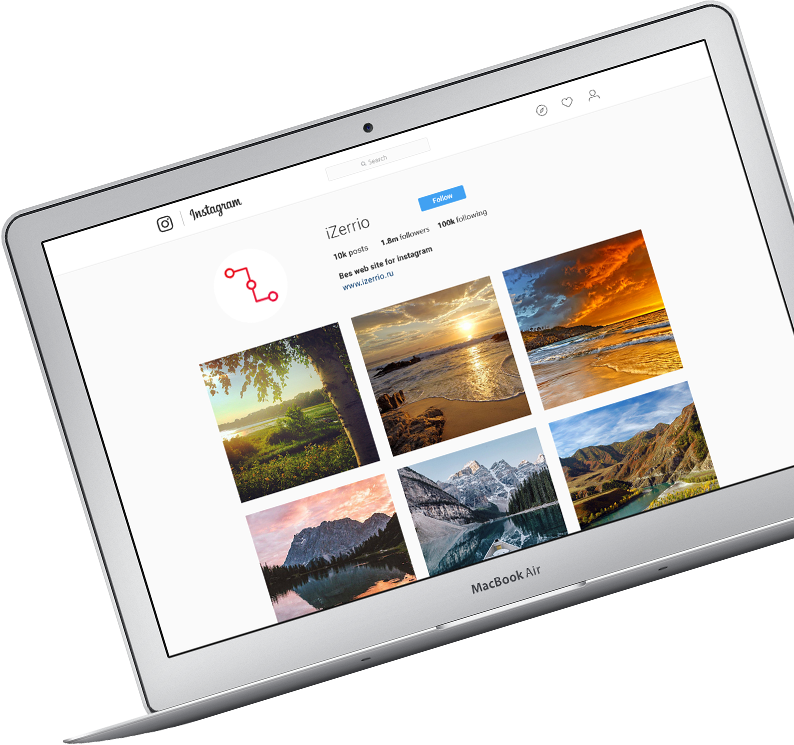 Instagram
Search
iZerrio
Follow
10k posts 1.8m followers 100k following
Bes web site for instagram
www.izerrio.ru
MacBook Air